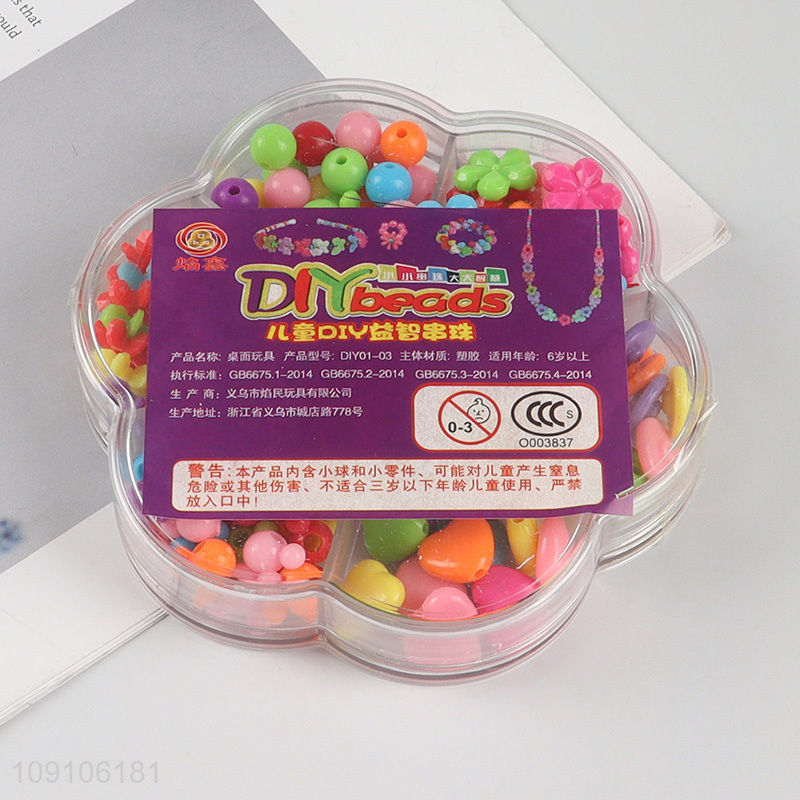 s that
would
焰喜
小小串珠大大智慧
DIYbeads
儿童DIY益智串珠
产品名称：桌面玩具 产品型号：DIY01-03 主体材质：塑胶 适用年龄：6岁以上
执行标准：GB6675.1-2014 GB6675.2-2014 GB6675.3-2014 GB6675.4-2014
生 产 商：义乌市焰民玩具有限公司
生产地址：浙江省义乌市城店路778号
0-3
CCC S
O003837
警告：本产品内含小球和小零件、可能对儿童产生窒息
危险或其他伤害、不适合三岁以下年龄儿童使用、严禁
放入口中！
109106181